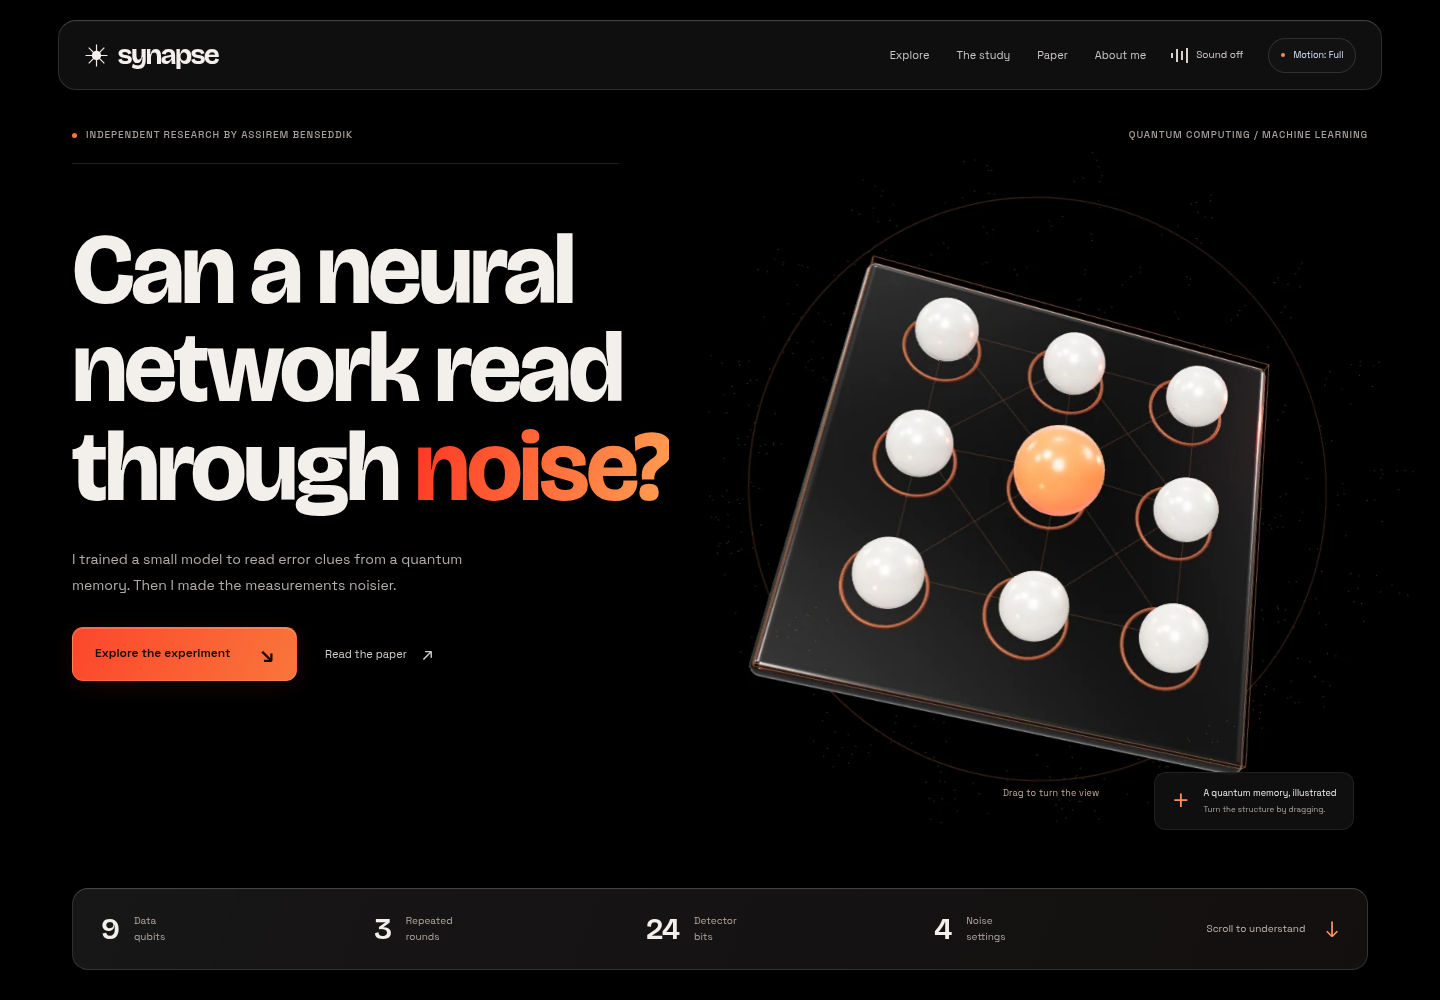 synapse
Explore
The study
Paper
About me
Sound off
Motion: Full
INDEPENDENT RESEARCH BY ASSIREM BENSEDDIK
QUANTUM COMPUTING / MACHINE LEARNING
Can a neural
network read
through noise?
I trained a small model to read error clues from a quantum
memory. Then I made the measurements noisier.
Explore the experiment
Read the paper
Drag to turn the view
A quantum memory, illustrated
Turn the structure by dragging.
9
Data
qubits
3
Repeated
rounds
24
Detector
bits
4
Noise
settings
Scroll to understand